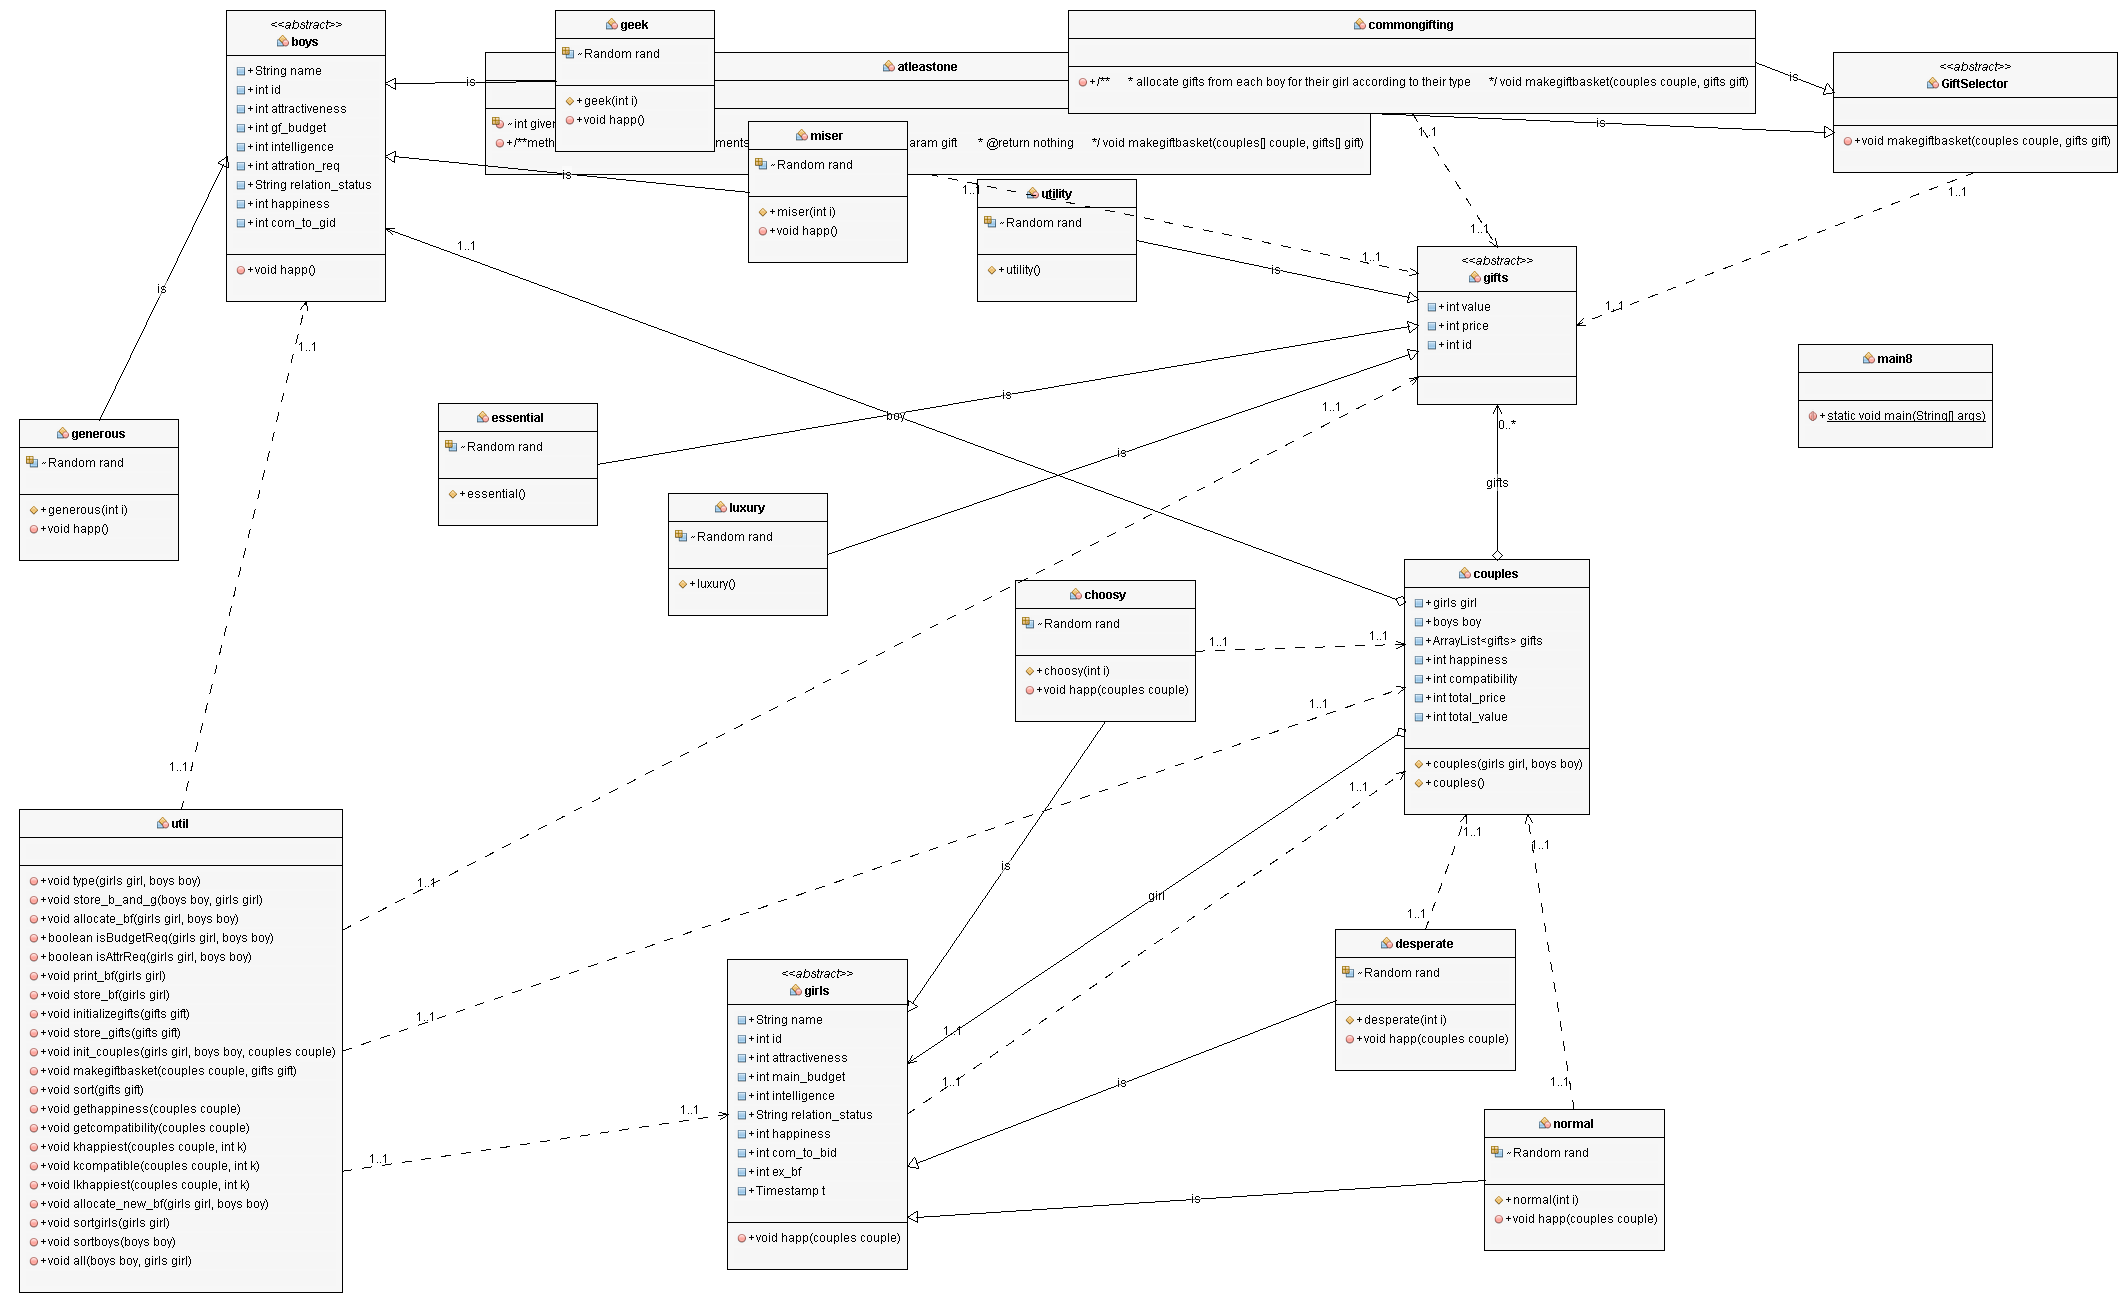 <<abstract>>
boys
+String name
+int id
+int attractiveness
+int gf_budget
+int intelligence
+int attration_req
+String relation_status
+int happiness
+int com_to_gid
+void happ()
geek
~Random rand
+geek(int i)
+void happ()
atleastone
~int given
+/**meth
ments
aram gift * @return nothing */ void makegiftbasket(couples[] couple, gifts[] gift)
commongifting
+/** * allocate gifts from each boy for their girl according to their type */ void makegiftbasket(couples couple, gifts gift)
<<abstract>>
GiftSelector
+void makegiftbasket(couples couple, gifts gift)
is
is
is
is
is
miser
~Random rand
+miser(int i)
+void happ()
utility
~Random rand
+utility()
is
<<abstract>>
gifts
+int value
+int price
+int id
1..1
1..1
1..1
1..1
1..1
1..1
1..1
1..1
1..1
main8
+static void main(String[] args)
generous
~Random rand
+generous(int i)
+void happ()
essential
~Random rand
+essential()
is
boy
1..1
0..*
gifts
luxury
~Random rand
+luxury()
is
choosy
~Random rand
+choosy(int i)
+void happ(couples couple)
1..1
1..1
1..1
couples
+girls girl
+boys boy
+ArrayList<gifts> gifts
+int happiness
+int compatibility
+int total_price
+int total_value
+couples(girls girl, boys boy)
+couples()
1..1
1..1
1..1
1..1
util
+void type(girls girl, boys boy)
+void store_b_and_g(boys boy, girls girl)
+void allocate_bf(girls girl, boys boy)
+boolean isBudgetReq(girls girl, boys boy)
+boolean isAttrReq(girls girl, boys boy)
+void print_bf(girls girl)
+void store_bf(girls girl)
+void initializegifts(gifts gift)
+void store_gifts(gifts gift)
+void init_couples(girls girl, boys boy, couples couple)
+void makegiftbasket(couples couple, gifts gift)
+void sort(gifts gift)
+void gethappiness(couples couple)
+void getcompatibility(couples couple)
+void khappiest(couples couple, int k)
+void kcompatible(couples couple, int k)
+void lkhappiest(couples couple, int k)
+void allocate_new_bf(girls girl, boys boy)
+void sortgirls(girls girl)
+void sortboys(boys boy)
+void all(boys boy, girls girl)
1..1
1..1
1..1
1..1
is
girl
1..1
1..1
<<abstract>>
girls
+String name
+int id
+int attractiveness
+int main_budget
+int intelligence
+String relation_status
+int happiness
+int com_to_bid
+int ex_bf
+Timestamp t
+void happ(couples couple)
1..1
desperate
~Random rand
+desperate(int i)
+void happ(couples couple)
is
1..1
normal
~Random rand
+normal(int i)
+void happ(couples couple)
is